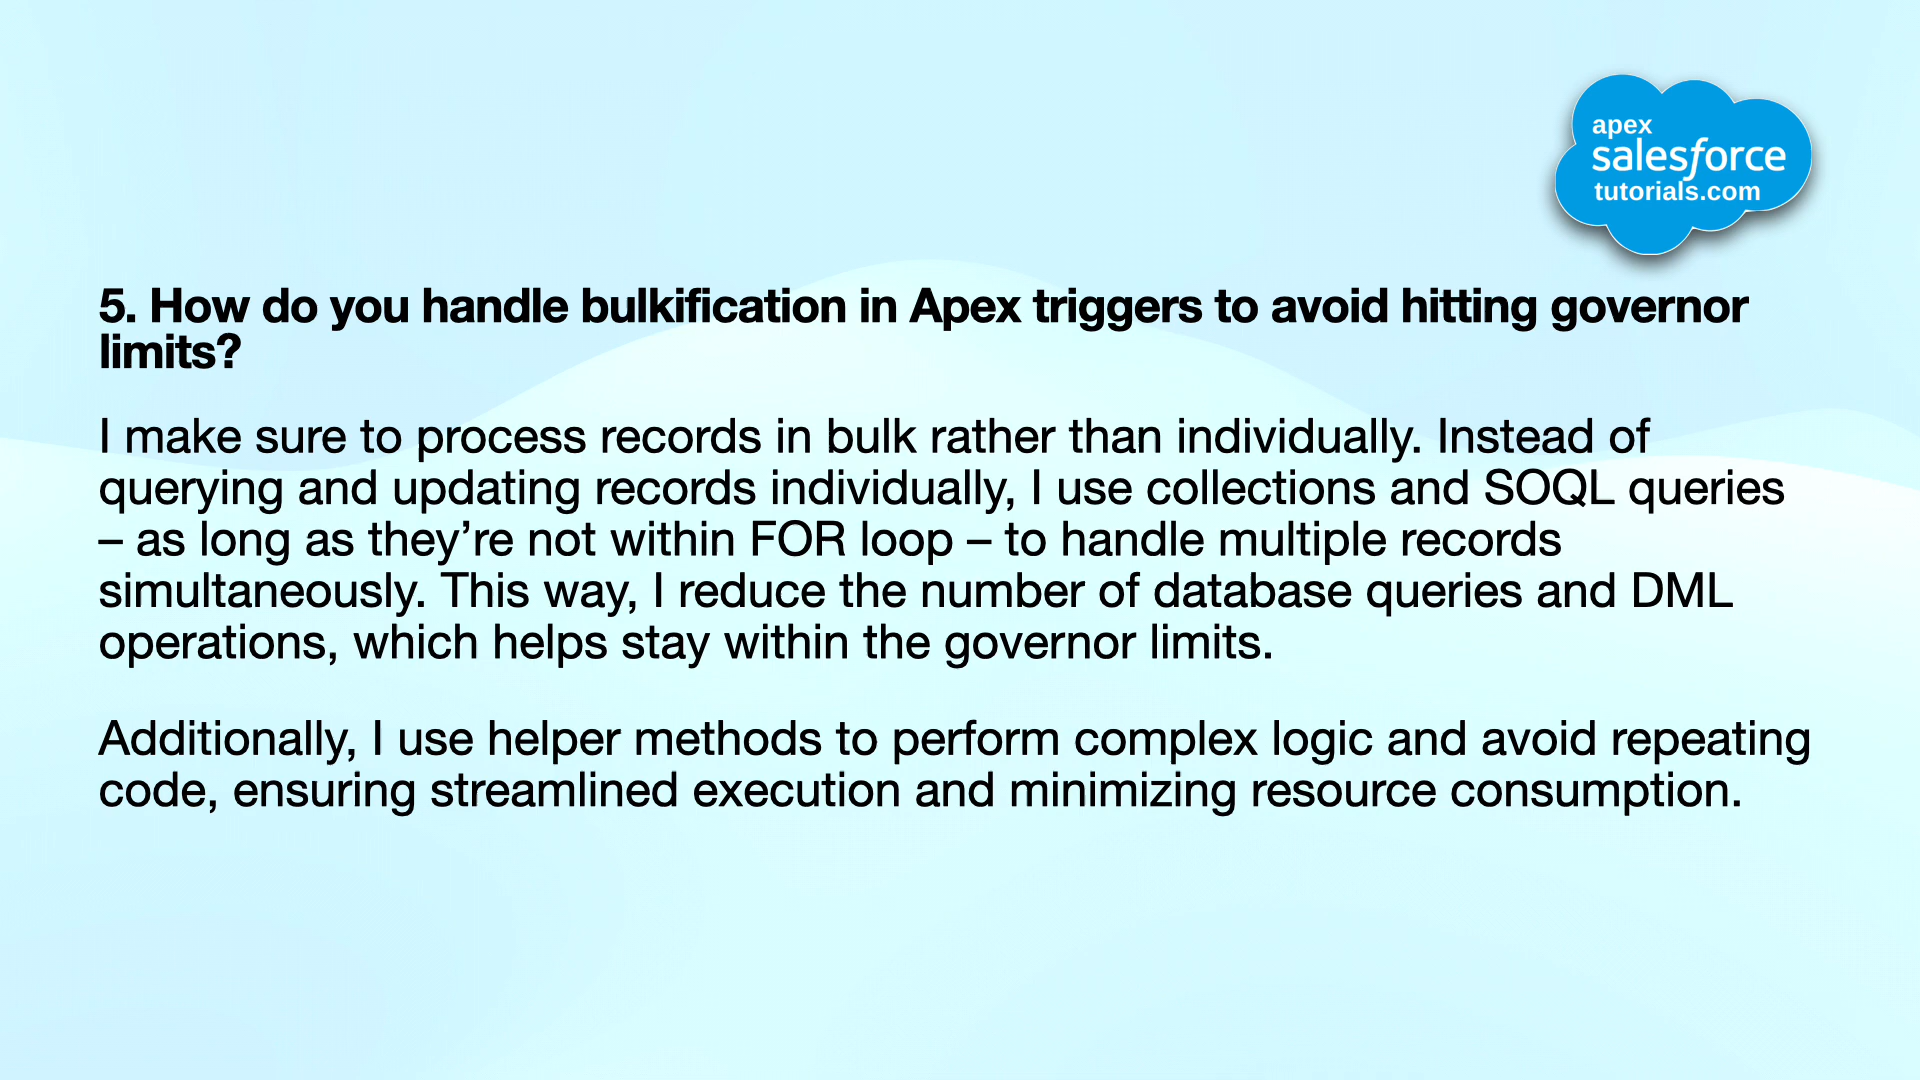 apex
salesforce
tutorials.com
5. How do you handle bulkification in Apex triggers to avoid hitting governor
limits?
I make sure to process records in bulk rather than individually. Instead of
querying and updating records individually, I use collections and SOQL queries
– as long as they’re not within FOR loop – to handle multiple records
simultaneously. This way, I reduce the number of database queries and DML
operations, which helps stay within the governor limits.
Additionally, I use helper methods to perform complex logic and avoid repeating
code, ensuring streamlined execution and minimizing resource consumption.